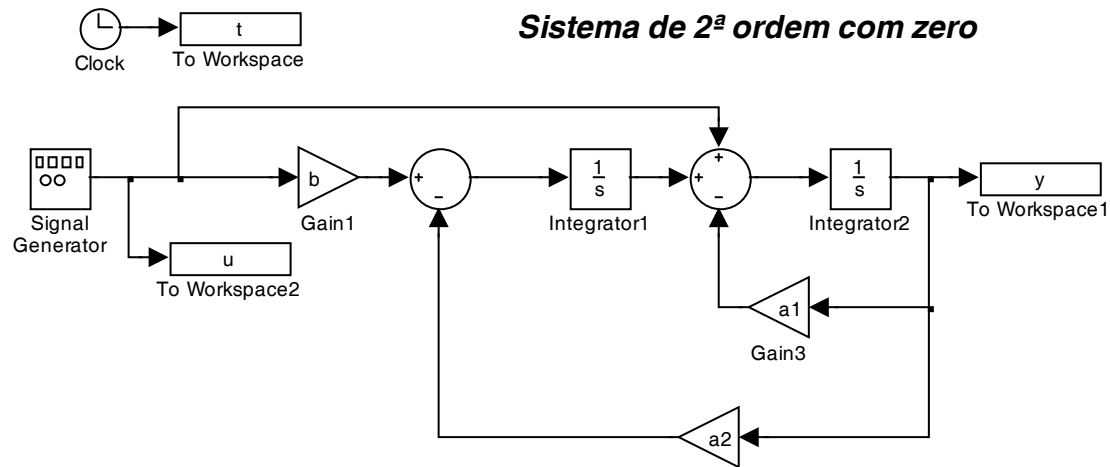 Sistema de 2ª ordem com zero
t
Clock
To Workspace
Signal
Generator
b
Gain1
+
−
1
s
Integrator1
+
+
−
1
s
Integrator2
y
To Workspace1
u
To Workspace2
a1
Gain3
a2